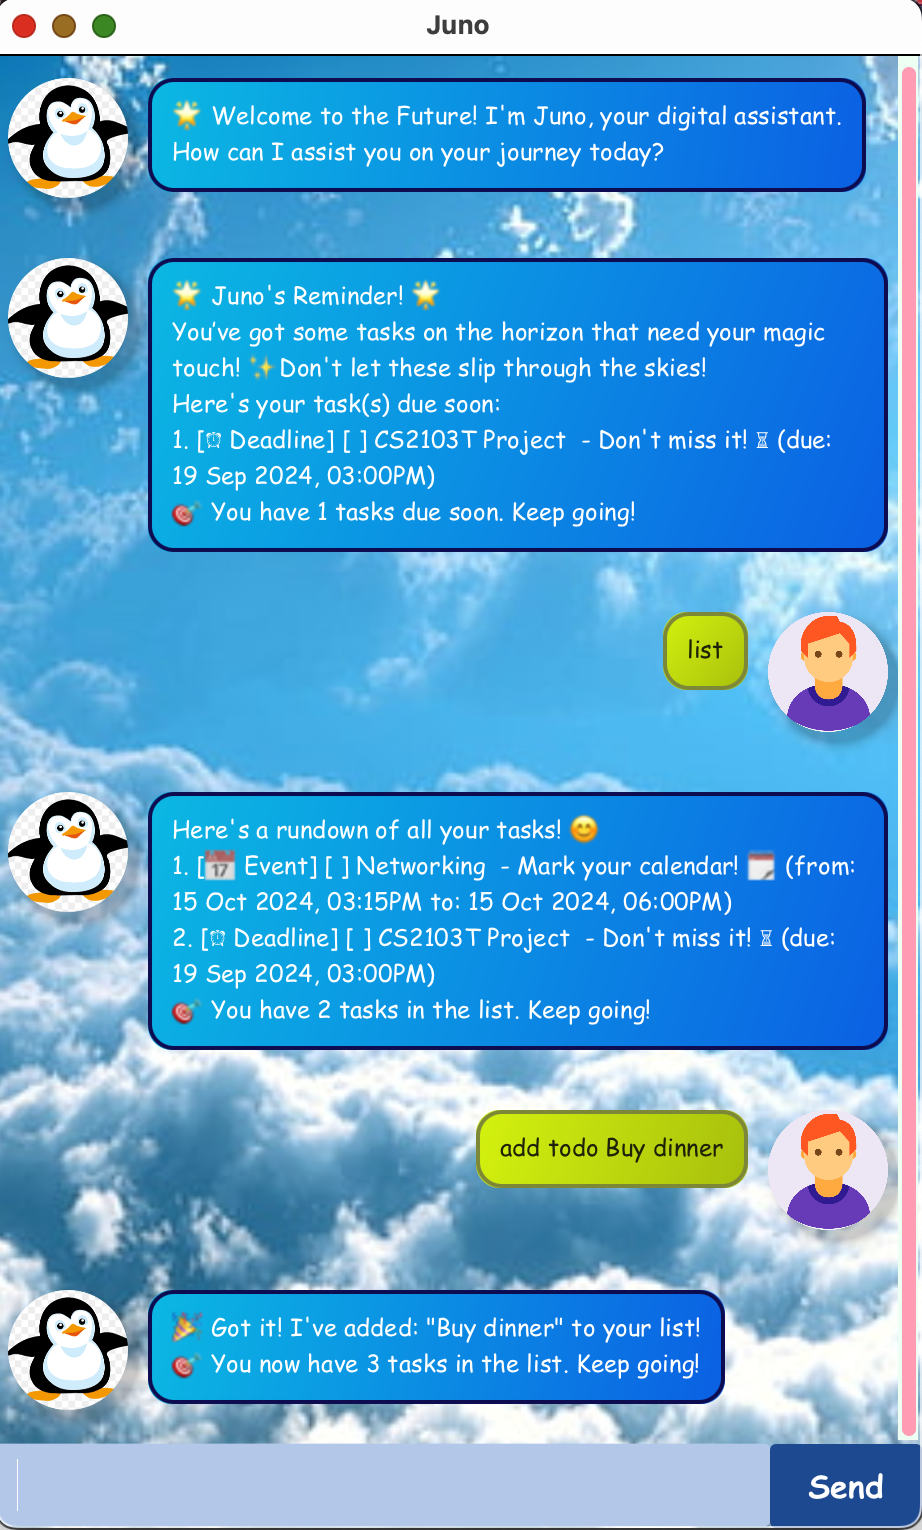 Juno
🌟 Welcome to the Future! I'm Juno, your digital assistant.
How can I assist you on your journey today?
🌟 Juno's Reminder! 🌟
You've got some tasks on the horizon that need your magic
touch! ✨ Don't let these slip through the skies!
Here's your task(s) due soon:
1. [⏰ Deadline] [ ] CS2103T Project  - Don't miss it! ⏳ (due:
19 Sep 2024, 03:00PM)
🎯 You have 1 tasks due soon. Keep going!
list
Here's a rundown of all your tasks! 😊
1. [📅 Event] [ ] Networking  - Mark your calendar! 🗓️ (from:
15 Oct 2024, 03:15PM to: 15 Oct 2024, 06:00PM)
2. [⏰ Deadline] [ ] CS2103T Project  - Don't miss it! ⏳ (due:
19 Sep 2024, 03:00PM)
🎯 You have 2 tasks in the list. Keep going!
add todo Buy dinner
🎉 Got it! I've added: "Buy dinner" to your list!
🎯 You now have 3 tasks in the list. Keep going!
Send